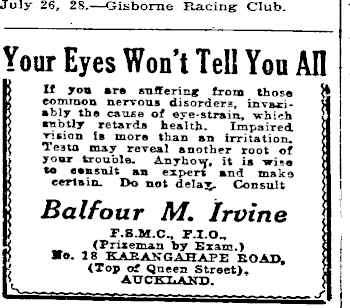 July 26, 28.—Gisborne Racing Club.
Your Eyes Won't Tell You All
If you are suffering from those
common nervous disorders, invari-
ably the cause of eye-strain, which
subtly retards health. Impaired
vision is more than an irritation.
Tests may reveal another root of
your trouble. Anyhow, it is wise
to consult an expert and make
certain. Do not delay. Consult
Balfour M. Irvine
F.S.M.C., F.I.O.,
(Prizeman by Exam.)
No. 18 KARANGAHAPE ROAD,
(Top of Queen Street),
AUCKLAND.